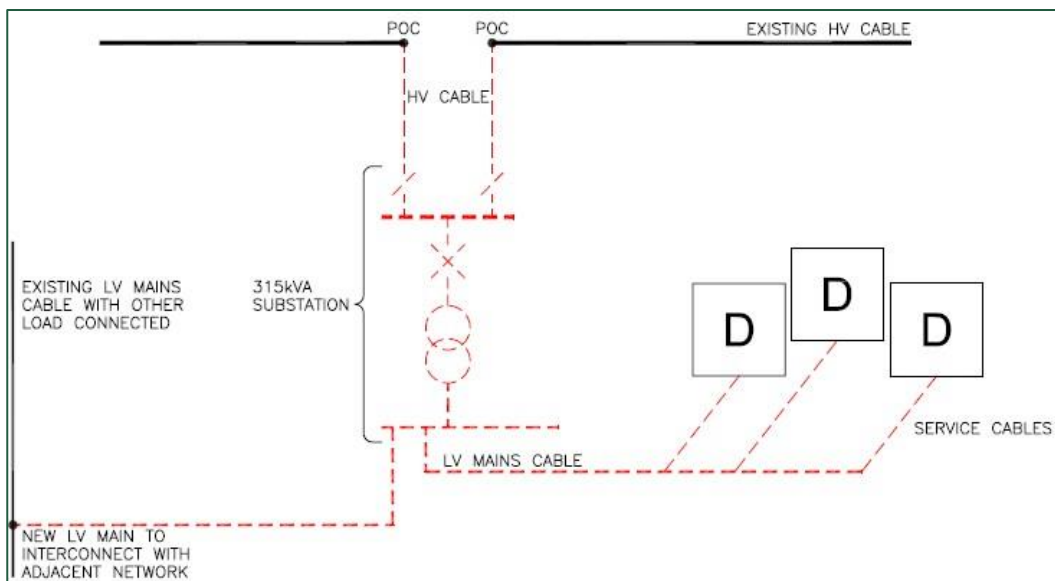 POC
POC
EXISTING HV CABLE
HV CABLE
EXISTING LV MAINS
CABLE WITH OTHER
LOAD CONNECTED
315kVA
SUBSTATION
D
D
D
SERVICE CABLES
LV MAINS CABLE
NEW LV MAIN TO
INTERCONNECT WITH
ADJACENT NETWORK